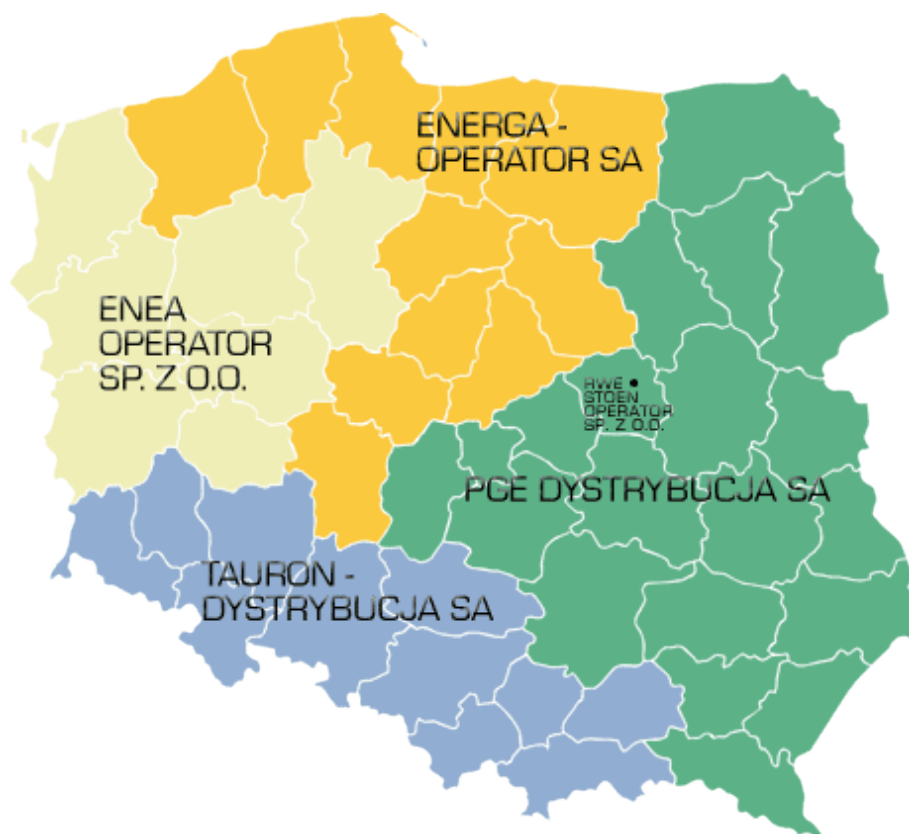 ENERGA -
OPERATOR SA
ENEA
OPERATOR
SP. Z O.O.
RWE
STOEN
OPERATOR
SP. Z O.O.
PGE DYSTRYBUCJA SA
TAURON -
DYSTRYBUCJA SA